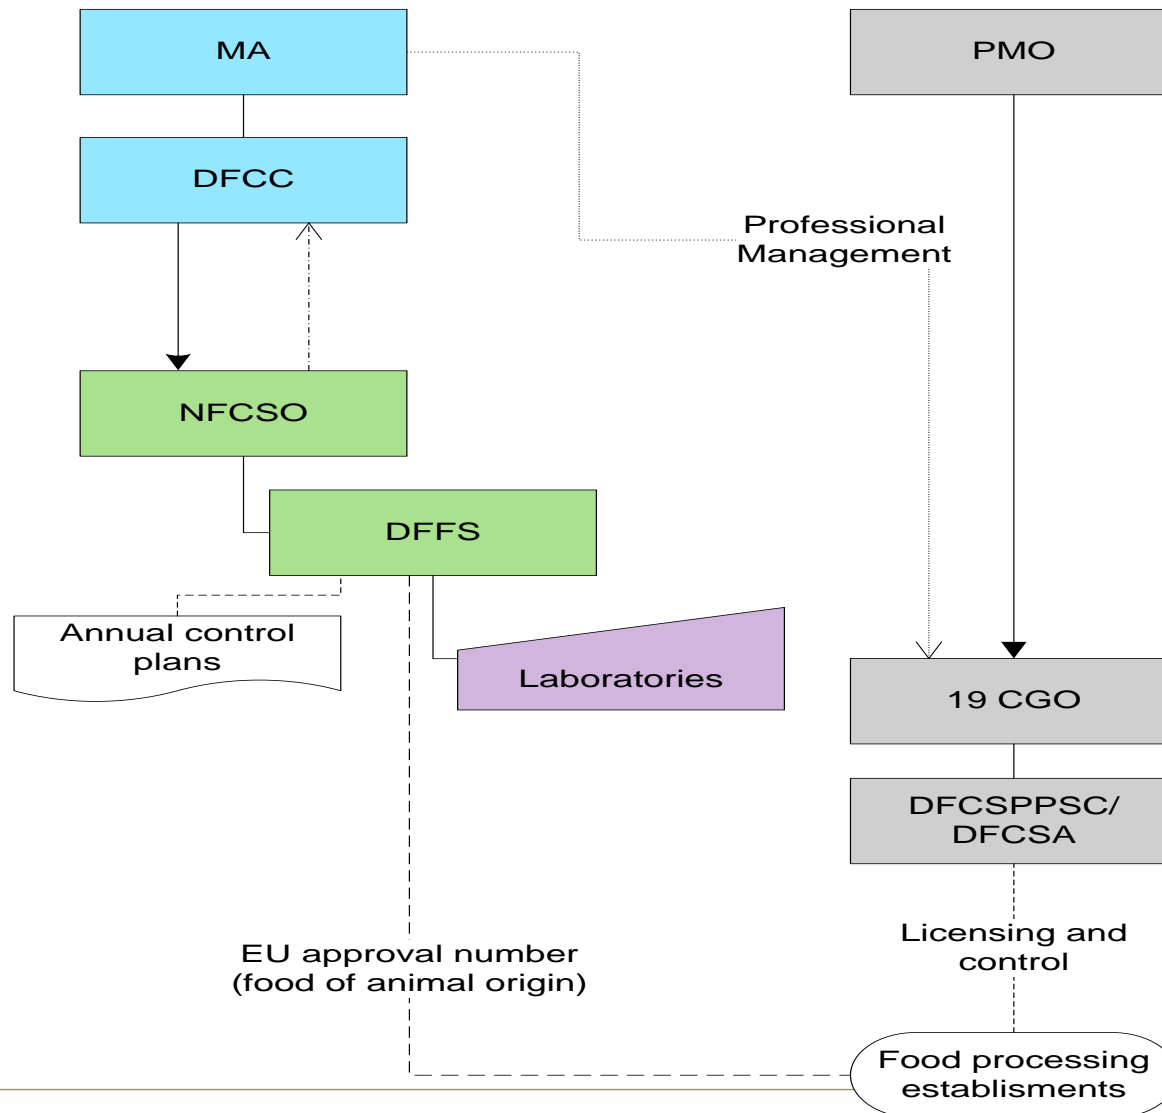 MA
PMO
DFCC
Professional
Management
NFCSO
DFFS
Annual control
plans
Laboratories
19 CGO
DFCSPPSC/
DFCSA
EU approval number
(food of animal origin)
Licensing and
control
Food processing
establisments